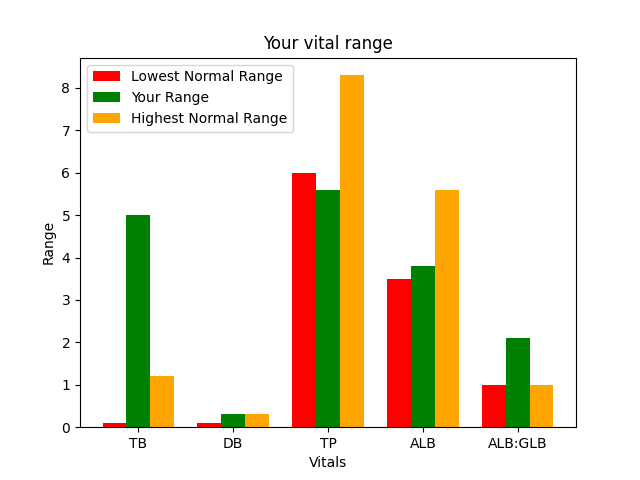 Your vital range
Lowest Normal Range
Your Range
Highest Normal Range
8
7
6
5
4
3
2
1
0
Range
TB DB TP ALB ALB:GLB
Vitals